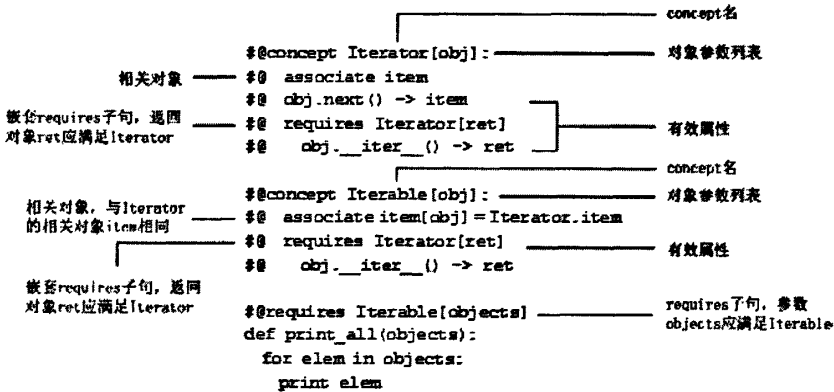 concept名
#@concept Iterator[obj]:
对象参数列表
相关对象
#@ associate item
#@ obj.next() -> item
嵌套requires子句，返回
对象ret应满足Iterator
#@ requires Iterator[ret]
有效属性
#@ obj.__iter__() -> ret
concept名
#@concept Iterable[obj]:
对象参数列表
相关对象，与Iterator
的相关对象item相同
#@ associate item[obj]=Iterator.item
#@ requires Iterator[ret]
有效属性
#@ obj.__iter__() -> ret
嵌套requires子句，返回
对象ret应满足Iterator
#@requires Iterable[objects]
requires子句，参数
objects应满足Iterable
def print_all(objects):
for elem in objects:
print elem